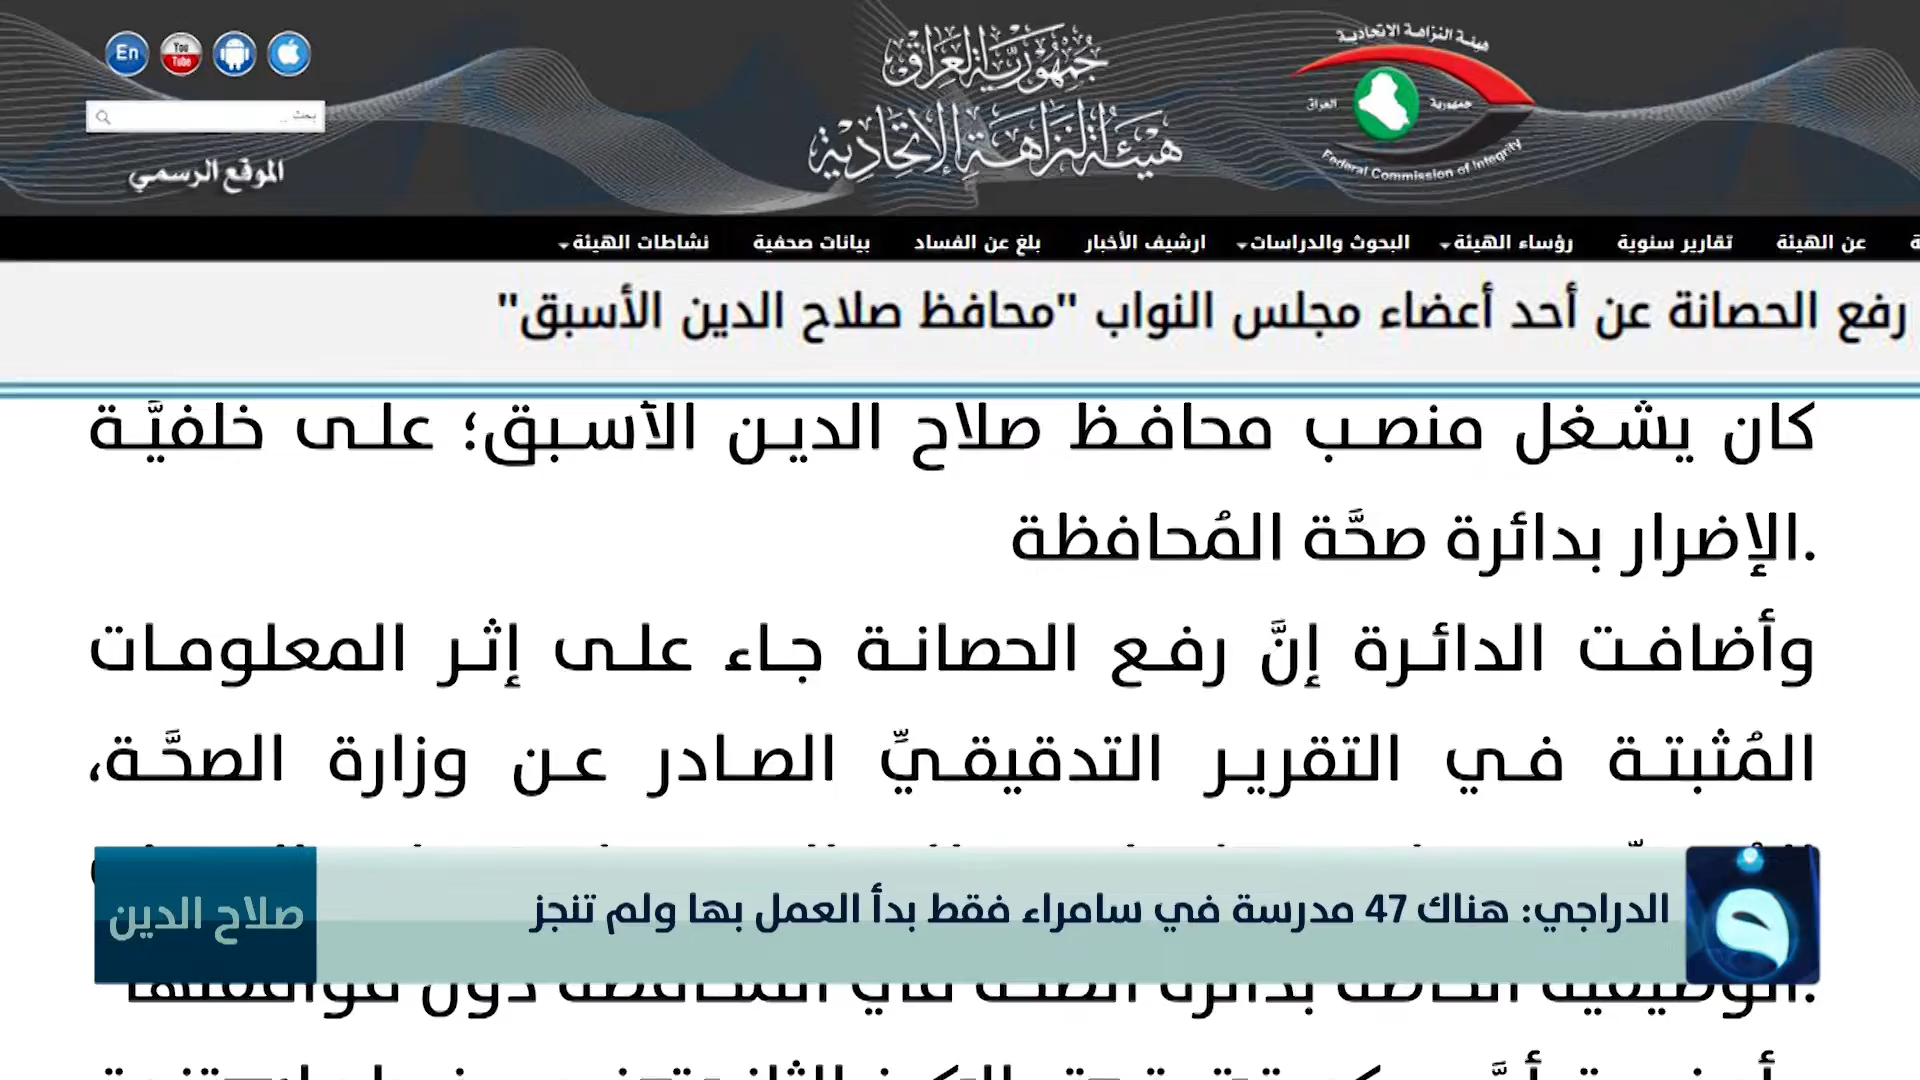 En
You
Tube
بحث ..
الموقع الرسمي
جمهورية العراق
هيئة النزاهة الاتحادية
هيئة النزاهة الاتحادية
جمهورية
العراق
Federal Commission of Integrity
عن الهيئة
تقارير سنوية
رؤساء الهيئة
البحوث والدراسات
ارشيف الأخبار
بلغ عن الفساد
بيانات صحفية
نشاطات الهيئة
رفع الحصانة عن أحد أعضاء مجلس النواب "محافظ صلاح الدين الأسبق"
كان يشغل منصب محافظ صلاح الدين الأسبق؛ على خلفيَّة
الإضرار بدائرة صحَّة المُحافظة.
وأضافت الدائرة إنَّ رفع الحصانة جاء على إثر المعلومات
المُثبتة في التقرير التدقيقيِّ الصادر عن وزارة الصحَّة،
الدراجي: هناك 47 مدرسة في سامراء فقط بدأ العمل بها ولم تنجز
صلاح الدين